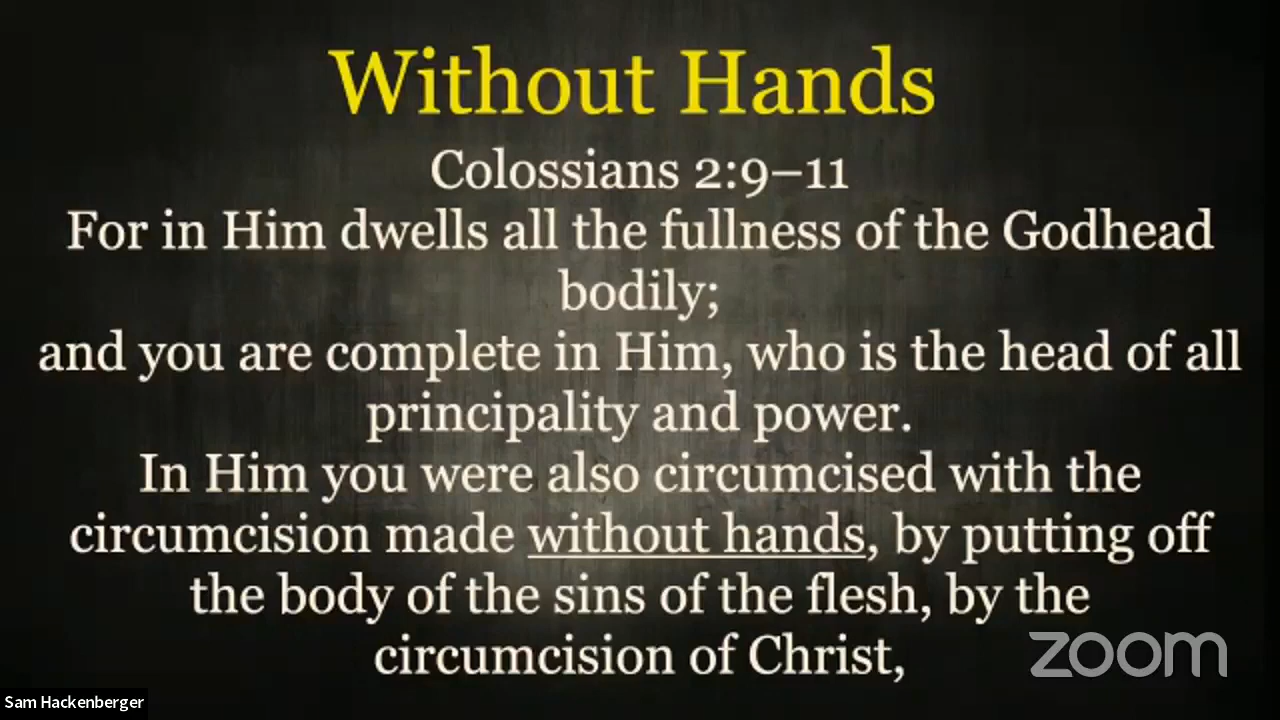 Without Hands
Colossians 2:9–11
For in Him dwells all the fullness of the Godhead
bodily;
and you are complete in Him, who is the head of all
principality and power.
In Him you were also circumcised with the
circumcision made without hands, by putting off
the body of the sins of the flesh, by the
circumcision of Christ,
zoom
Sam Hackenberger